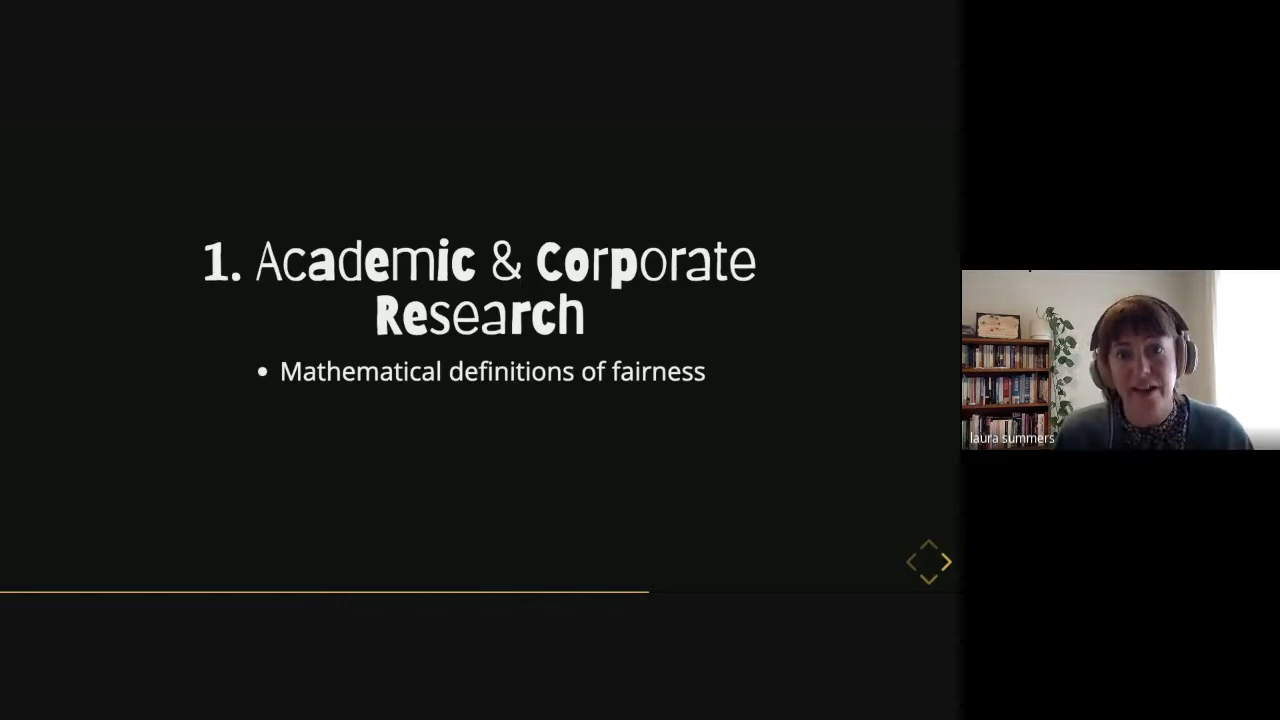 1. Academic & Corporate
Research
• Mathematical definitions of fairness
laura summers